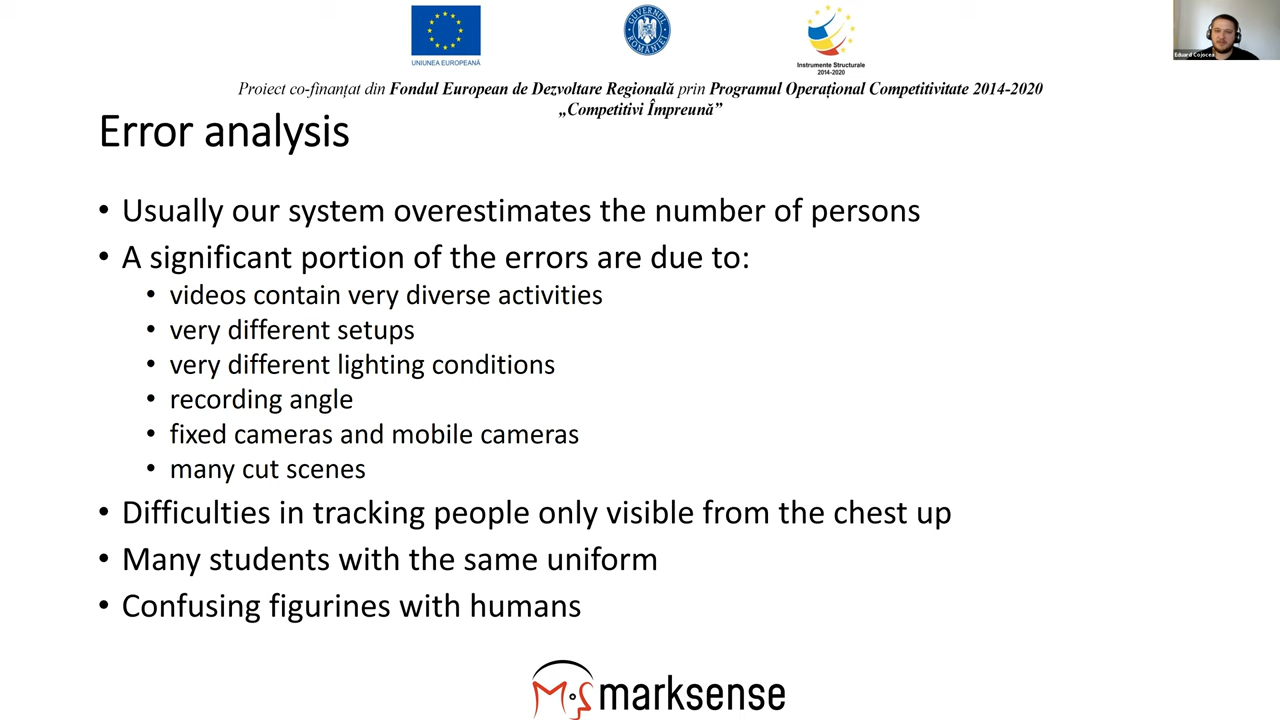 UNIUNEA EUROPEANĂ
GUVERNUL ROMÂNIEI
Instrumente Structurale
2014-2020
Eduard Cojocea
Proiect co-finanțat din Fondul European de Dezvoltare Regională prin Programul Operațional Competitivitate 2014-2020
„Competitivi Împreună”
Error analysis
• Usually our system overestimates the number of persons
• A significant portion of the errors are due to:
• videos contain very diverse activities
• very different setups
• very different lighting conditions
• recording angle
• fixed cameras and mobile cameras
• many cut scenes
• Difficulties in tracking people only visible from the chest up
• Many students with the same uniform
• Confusing figurines with humans
marksense